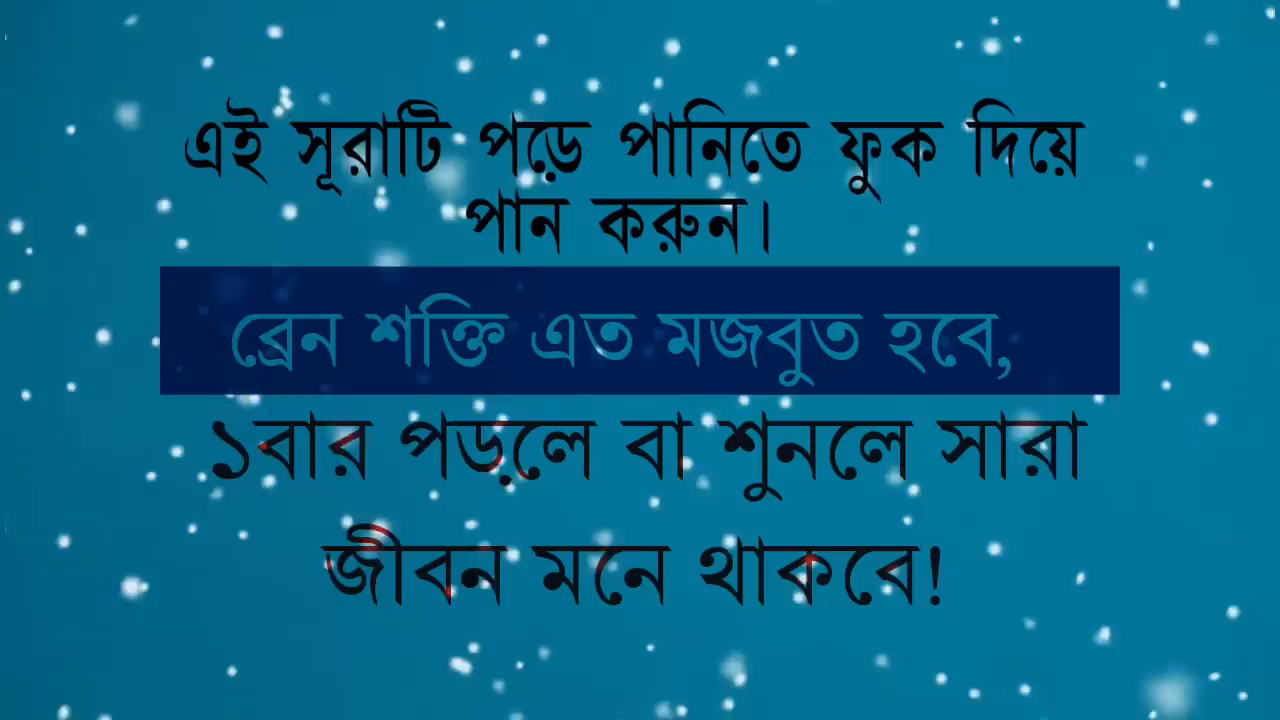 এই সূরাটি পড়ে পানিতে ফুক দিয়ে
পান করুন।
ব্রেন শক্তি এত মজবুত হবে,
১বার পড়লে বা শুনলে সারা
জীবন মনে থাকবে!